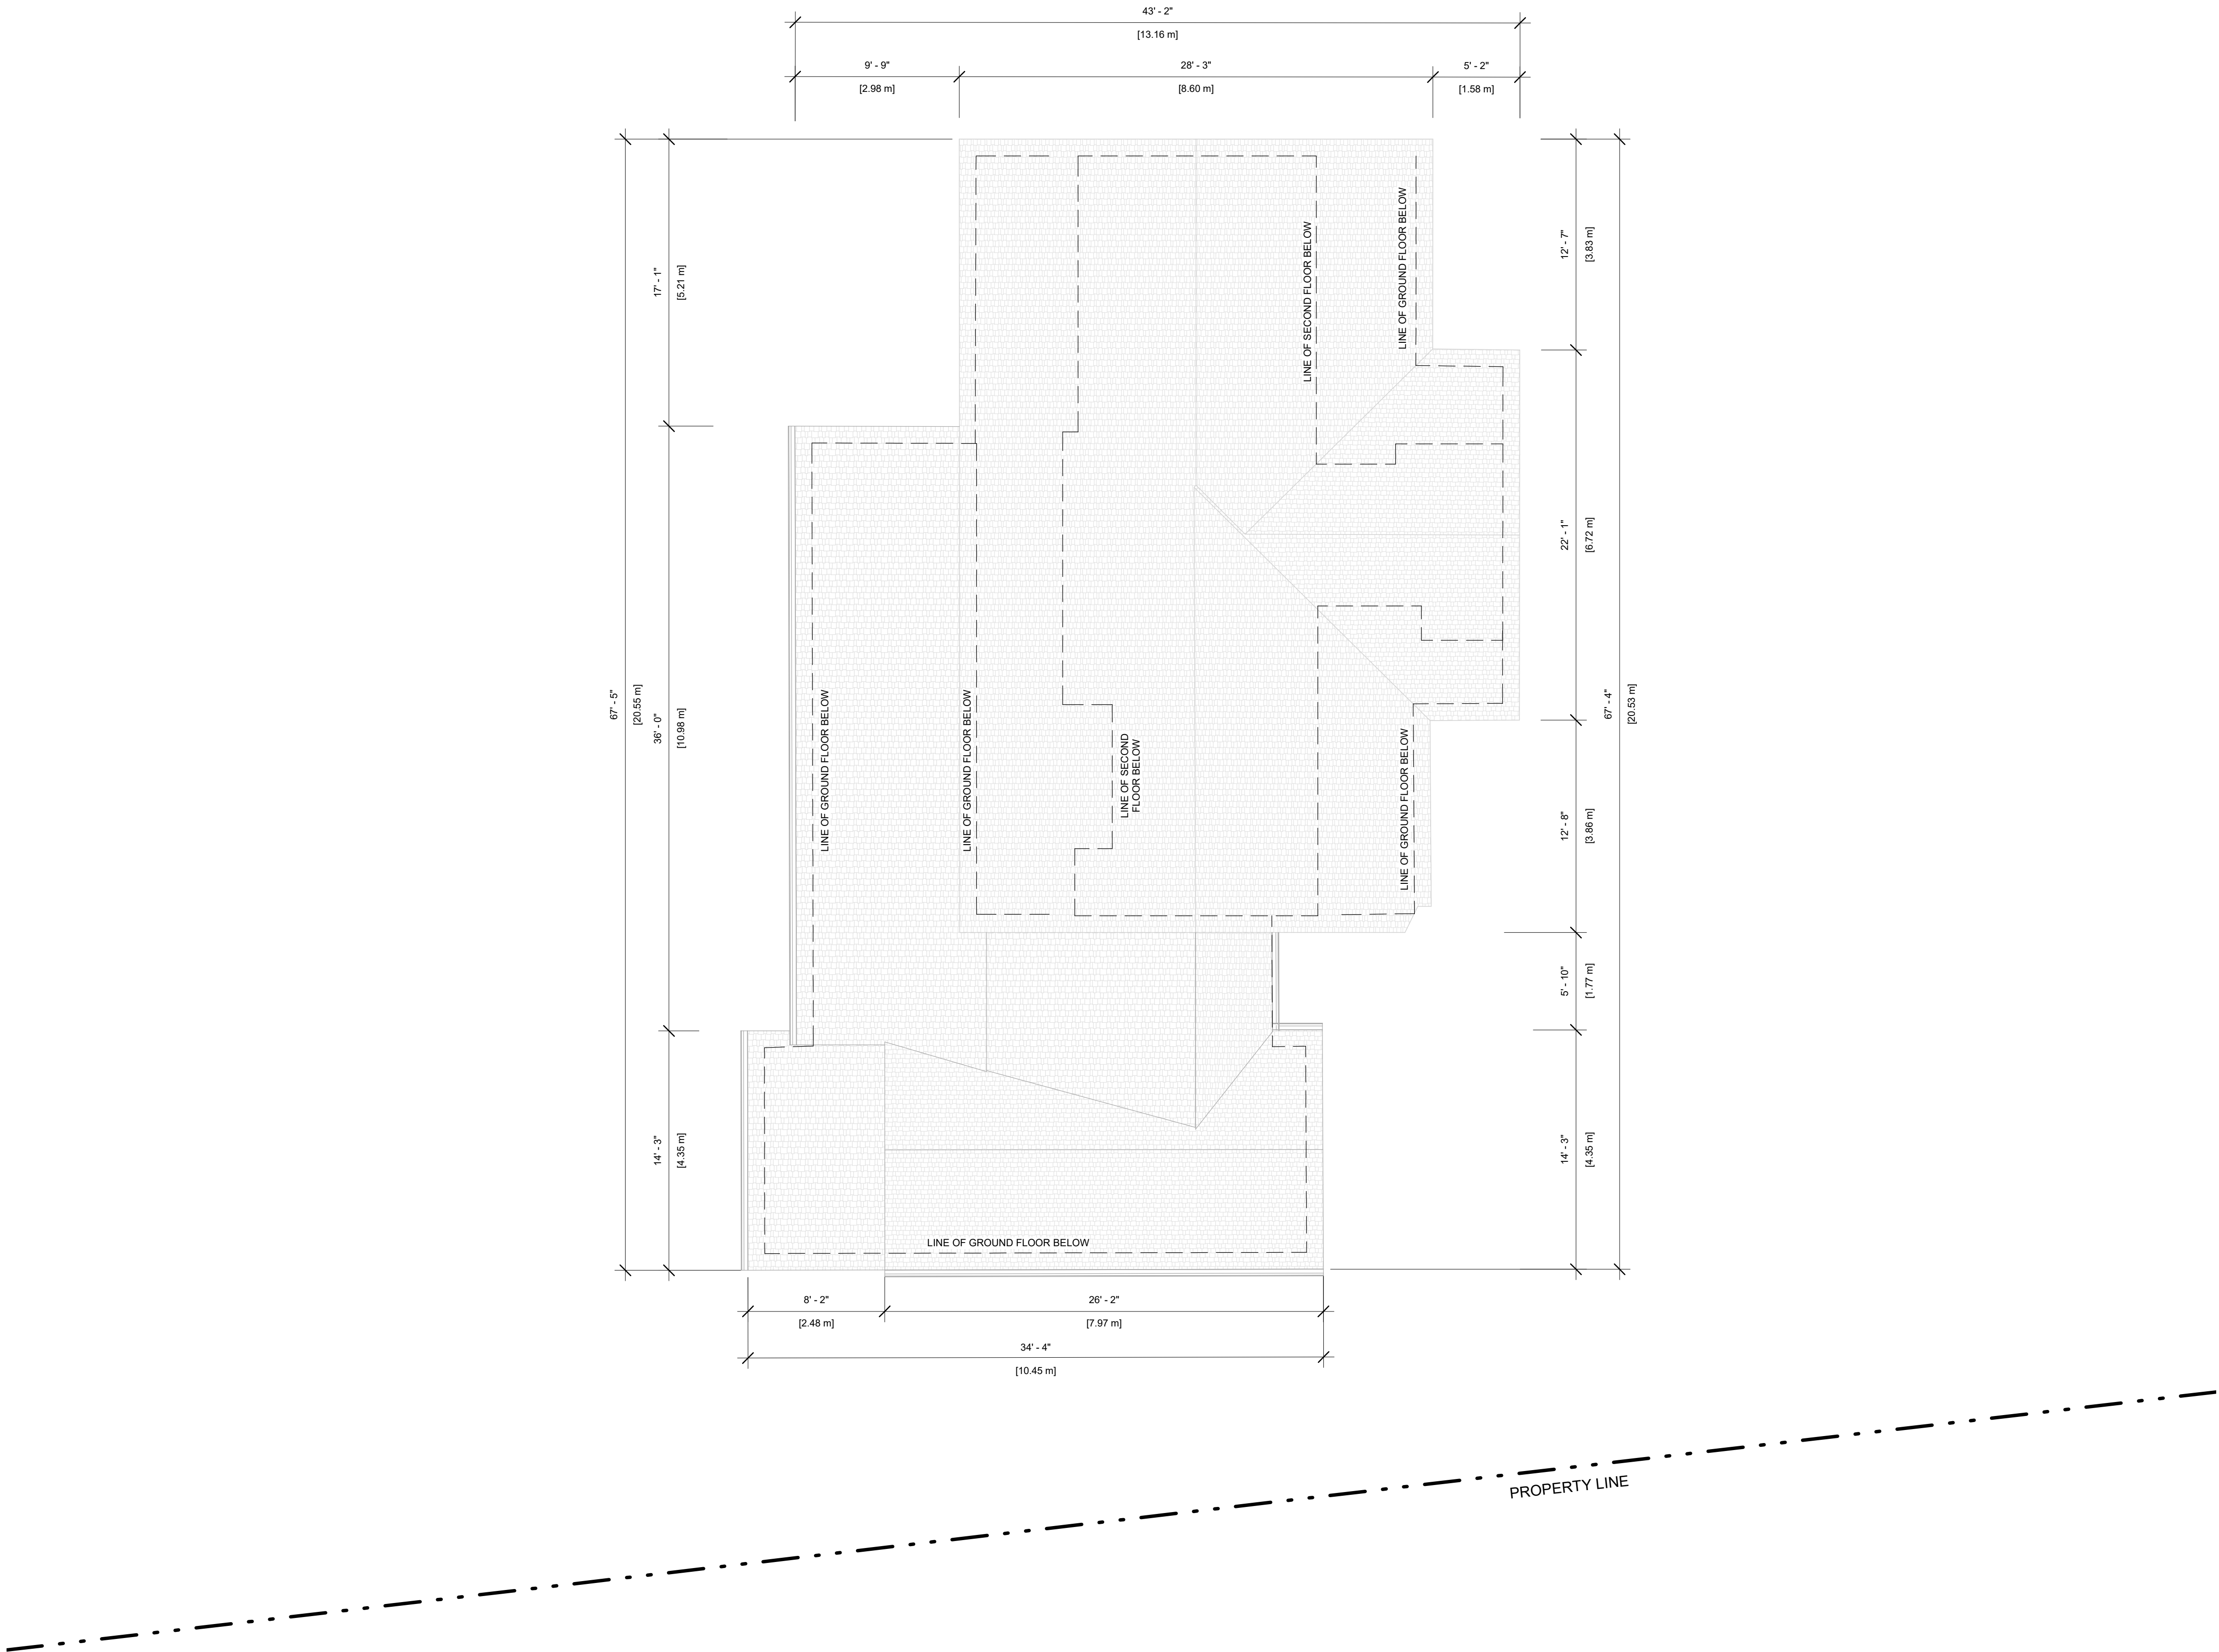 43' - 2"
[13.16 m]
9' - 9"
[2.98 m]
28' - 3"
[8.60 m]
5' - 2"
[1.58 m]
67' - 5"
[20.55 m]
17' - 1"
[5.21 m]
36' - 0"
[10.98 m]
14' - 3"
[4.35 m]
LINE OF SECOND FLOOR BELOW
LINE OF GROUND FLOOR BELOW
LINE OF GROUND FLOOR BELOW
LINE OF GROUND FLOOR BELOW
LINE OF SECOND
FLOOR BELOW
LINE OF GROUND FLOOR BELOW
LINE OF GROUND FLOOR BELOW
12' - 7"
[3.83 m]
22' - 1"
[6.72 m]
12' - 8"
[3.86 m]
5' - 10"
[1.77 m]
14' - 3"
[4.35 m]
67' - 4"
[20.53 m]
8' - 2"
[2.48 m]
26' - 2"
[7.97 m]
34' - 4"
[10.45 m]
PROPERTY LINE